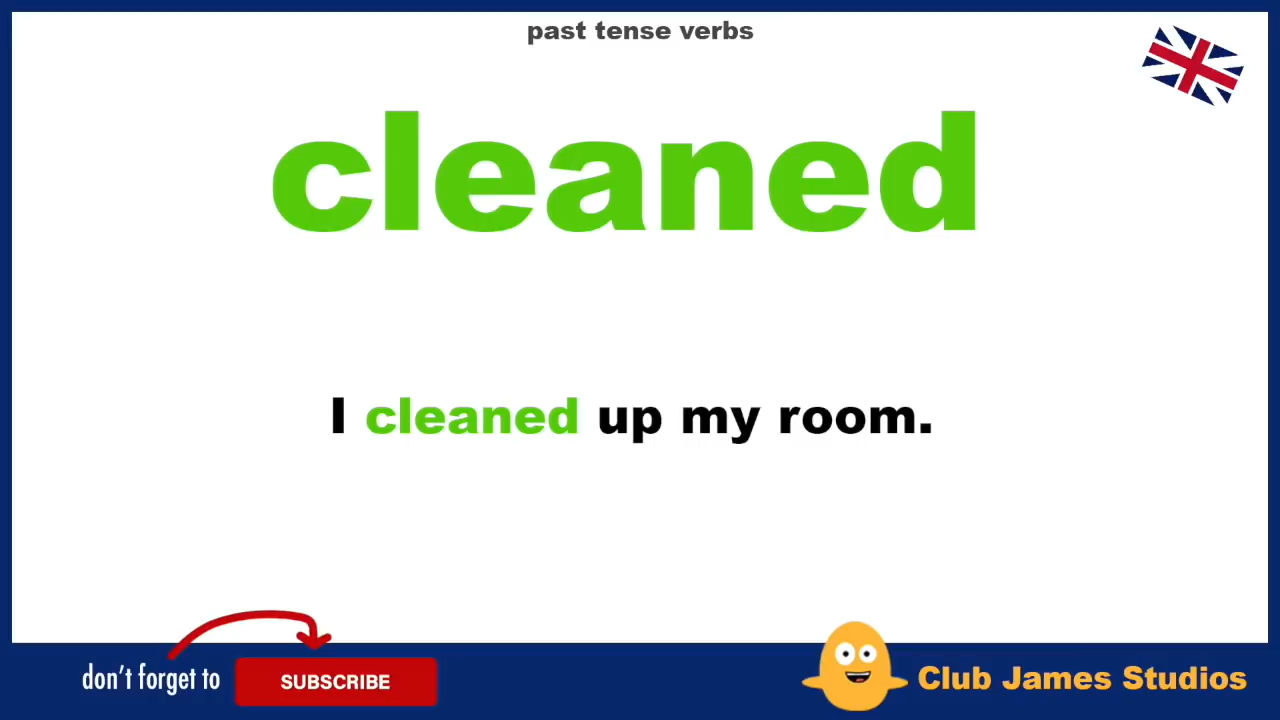 past tense verbs
cleaned
I cleaned up my room.
don't forget to
SUBSCRIBE
Club James Studios